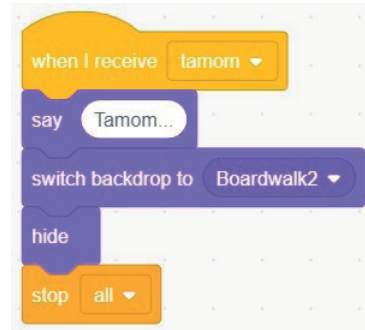 when I receive tamom
say Tamom...
switch backdrop to Boardwalk2
hide
stop all